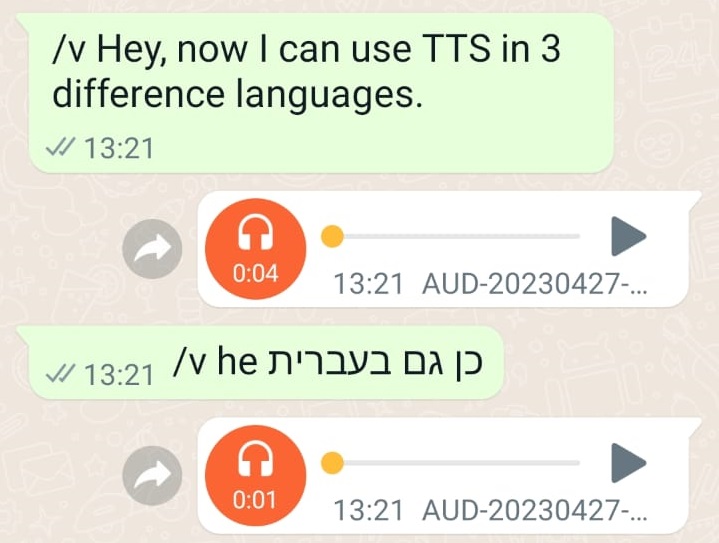 /v Hey, now I can use TTS in 3
difference languages.
13:21
0:04
13:21 AUD-20230427-...
/v he כן גם בעברית
13:21
0:01
13:21 AUD-20230427-...